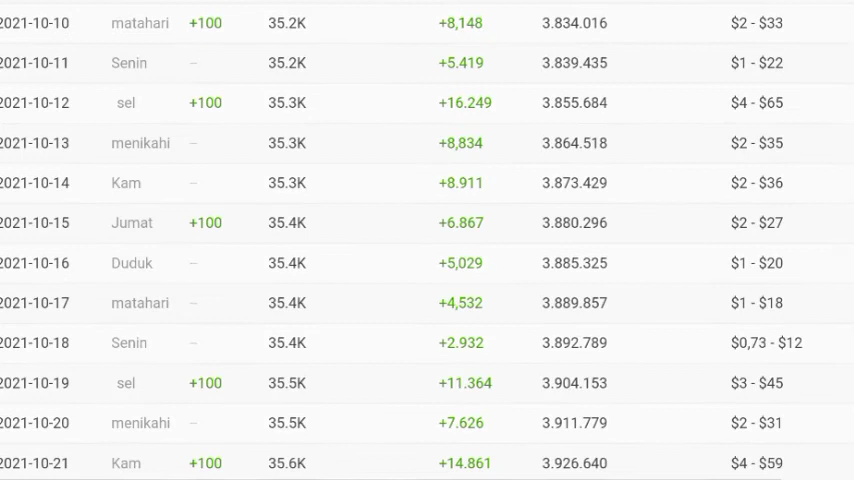 2021-10-10 matahari +100 35.2K +8,148 3.834.016 $2 - $33
2021-10-11 Senin -- 35.2K +5.419 3.839.435 $1 - $22
2021-10-12 sel +100 35.3K +16.249 3.855.684 $4 - $65
2021-10-13 menikahi -- 35.3K +8,834 3.864.518 $2 - $35
2021-10-14 Kam -- 35.3K +8.911 3.873.429 $2 - $36
2021-10-15 Jumat +100 35.4K +6.867 3.880.296 $2 - $27
2021-10-16 Duduk -- 35.4K +5,029 3.885.325 $1 - $20
2021-10-17 matahari -- 35.4K +4,532 3.889.857 $1 - $18
2021-10-18 Senin -- 35.4K +2.932 3.892.789 $0,73 - $12
2021-10-19 sel +100 35.5K +11.364 3.904.153 $3 - $45
2021-10-20 menikahi -- 35.5K +7.626 3.911.779 $2 - $31
2021-10-21 Kam +100 35.6K +14.861 3.926.640 $4 - $59